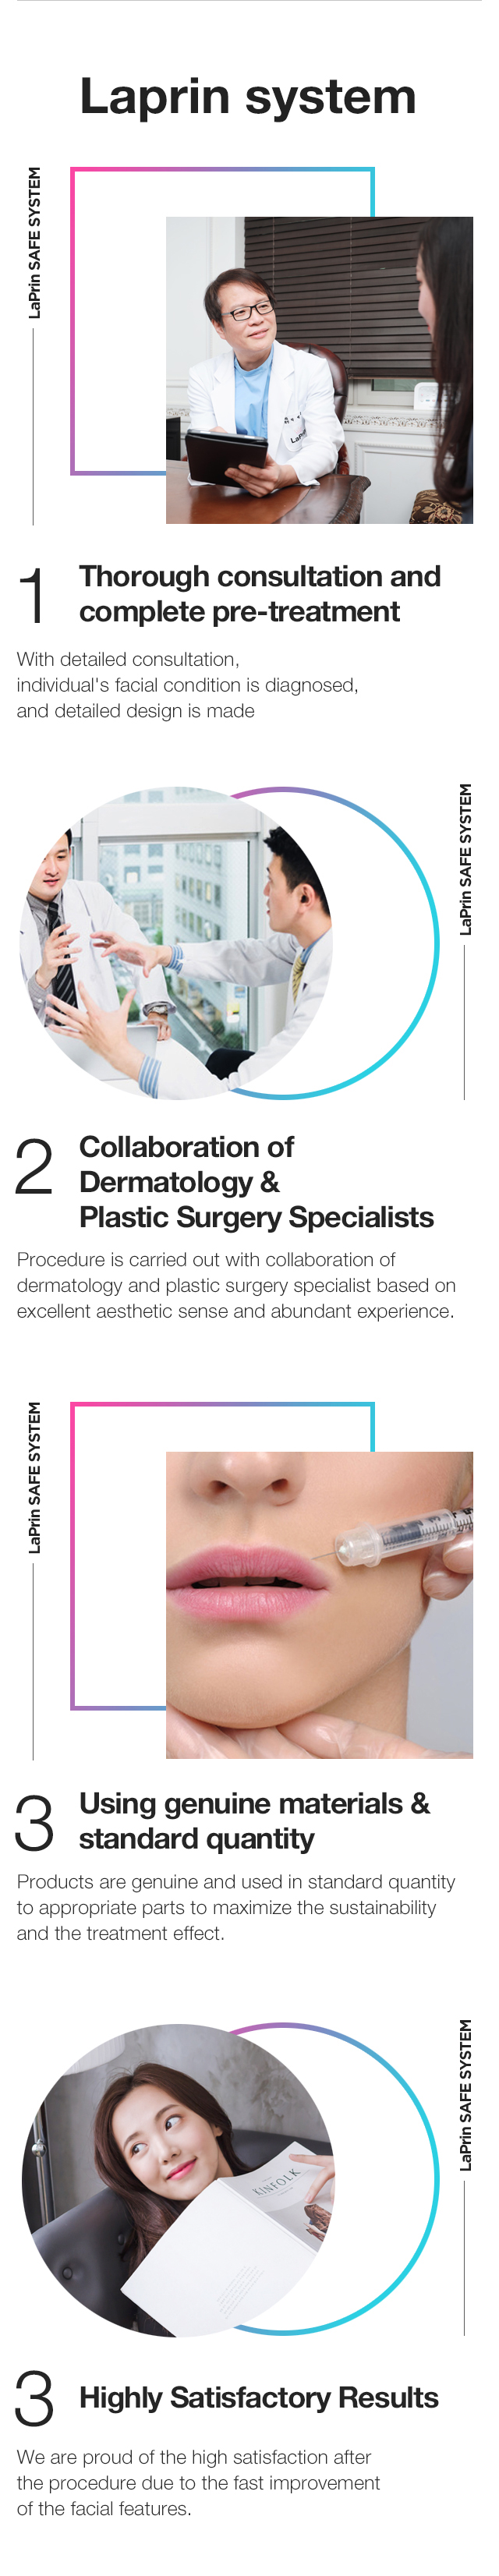 Laprin system
LaPrin SAFE SYSTEM
1
Thorough consultation and
complete pre-treatment
With detailed consultation,
individual's facial condition is diagnosed,
and detailed design is made
LaPrin SAFE SYSTEM
2
Collaboration of
Dermatology &
Plastic Surgery Specialists
Procedure is carried out with collaboration of
dermatology and plastic surgery specialist based on
excellent aesthetic sense and abundant experience.
LaPrin SAFE SYSTEM
3
Using genuine materials &
standard quantity
Products are genuine and used in standard quantity
to appropriate parts to maximize the sustainability
and the treatment effect.
LaPrin SAFE SYSTEM
KINFOLK
3
Highly Satisfactory Results
We are proud of the high satisfaction after
the procedure due to the fast improvement
of the facial features.